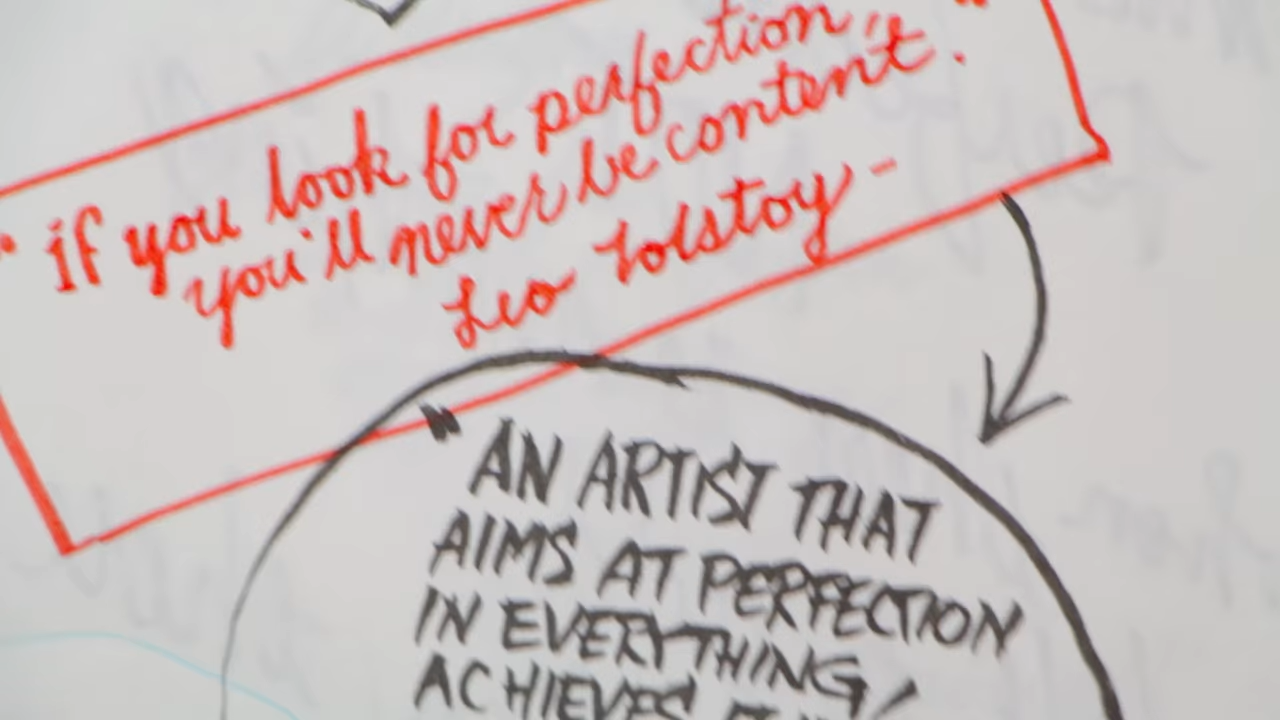 "if you look for perfection,
you'll never be content."
Leo Tolstoy-
"AN ARTIST THAT
AIMS AT PERFECTION
IN EVERYTHING,
ACHIEVES